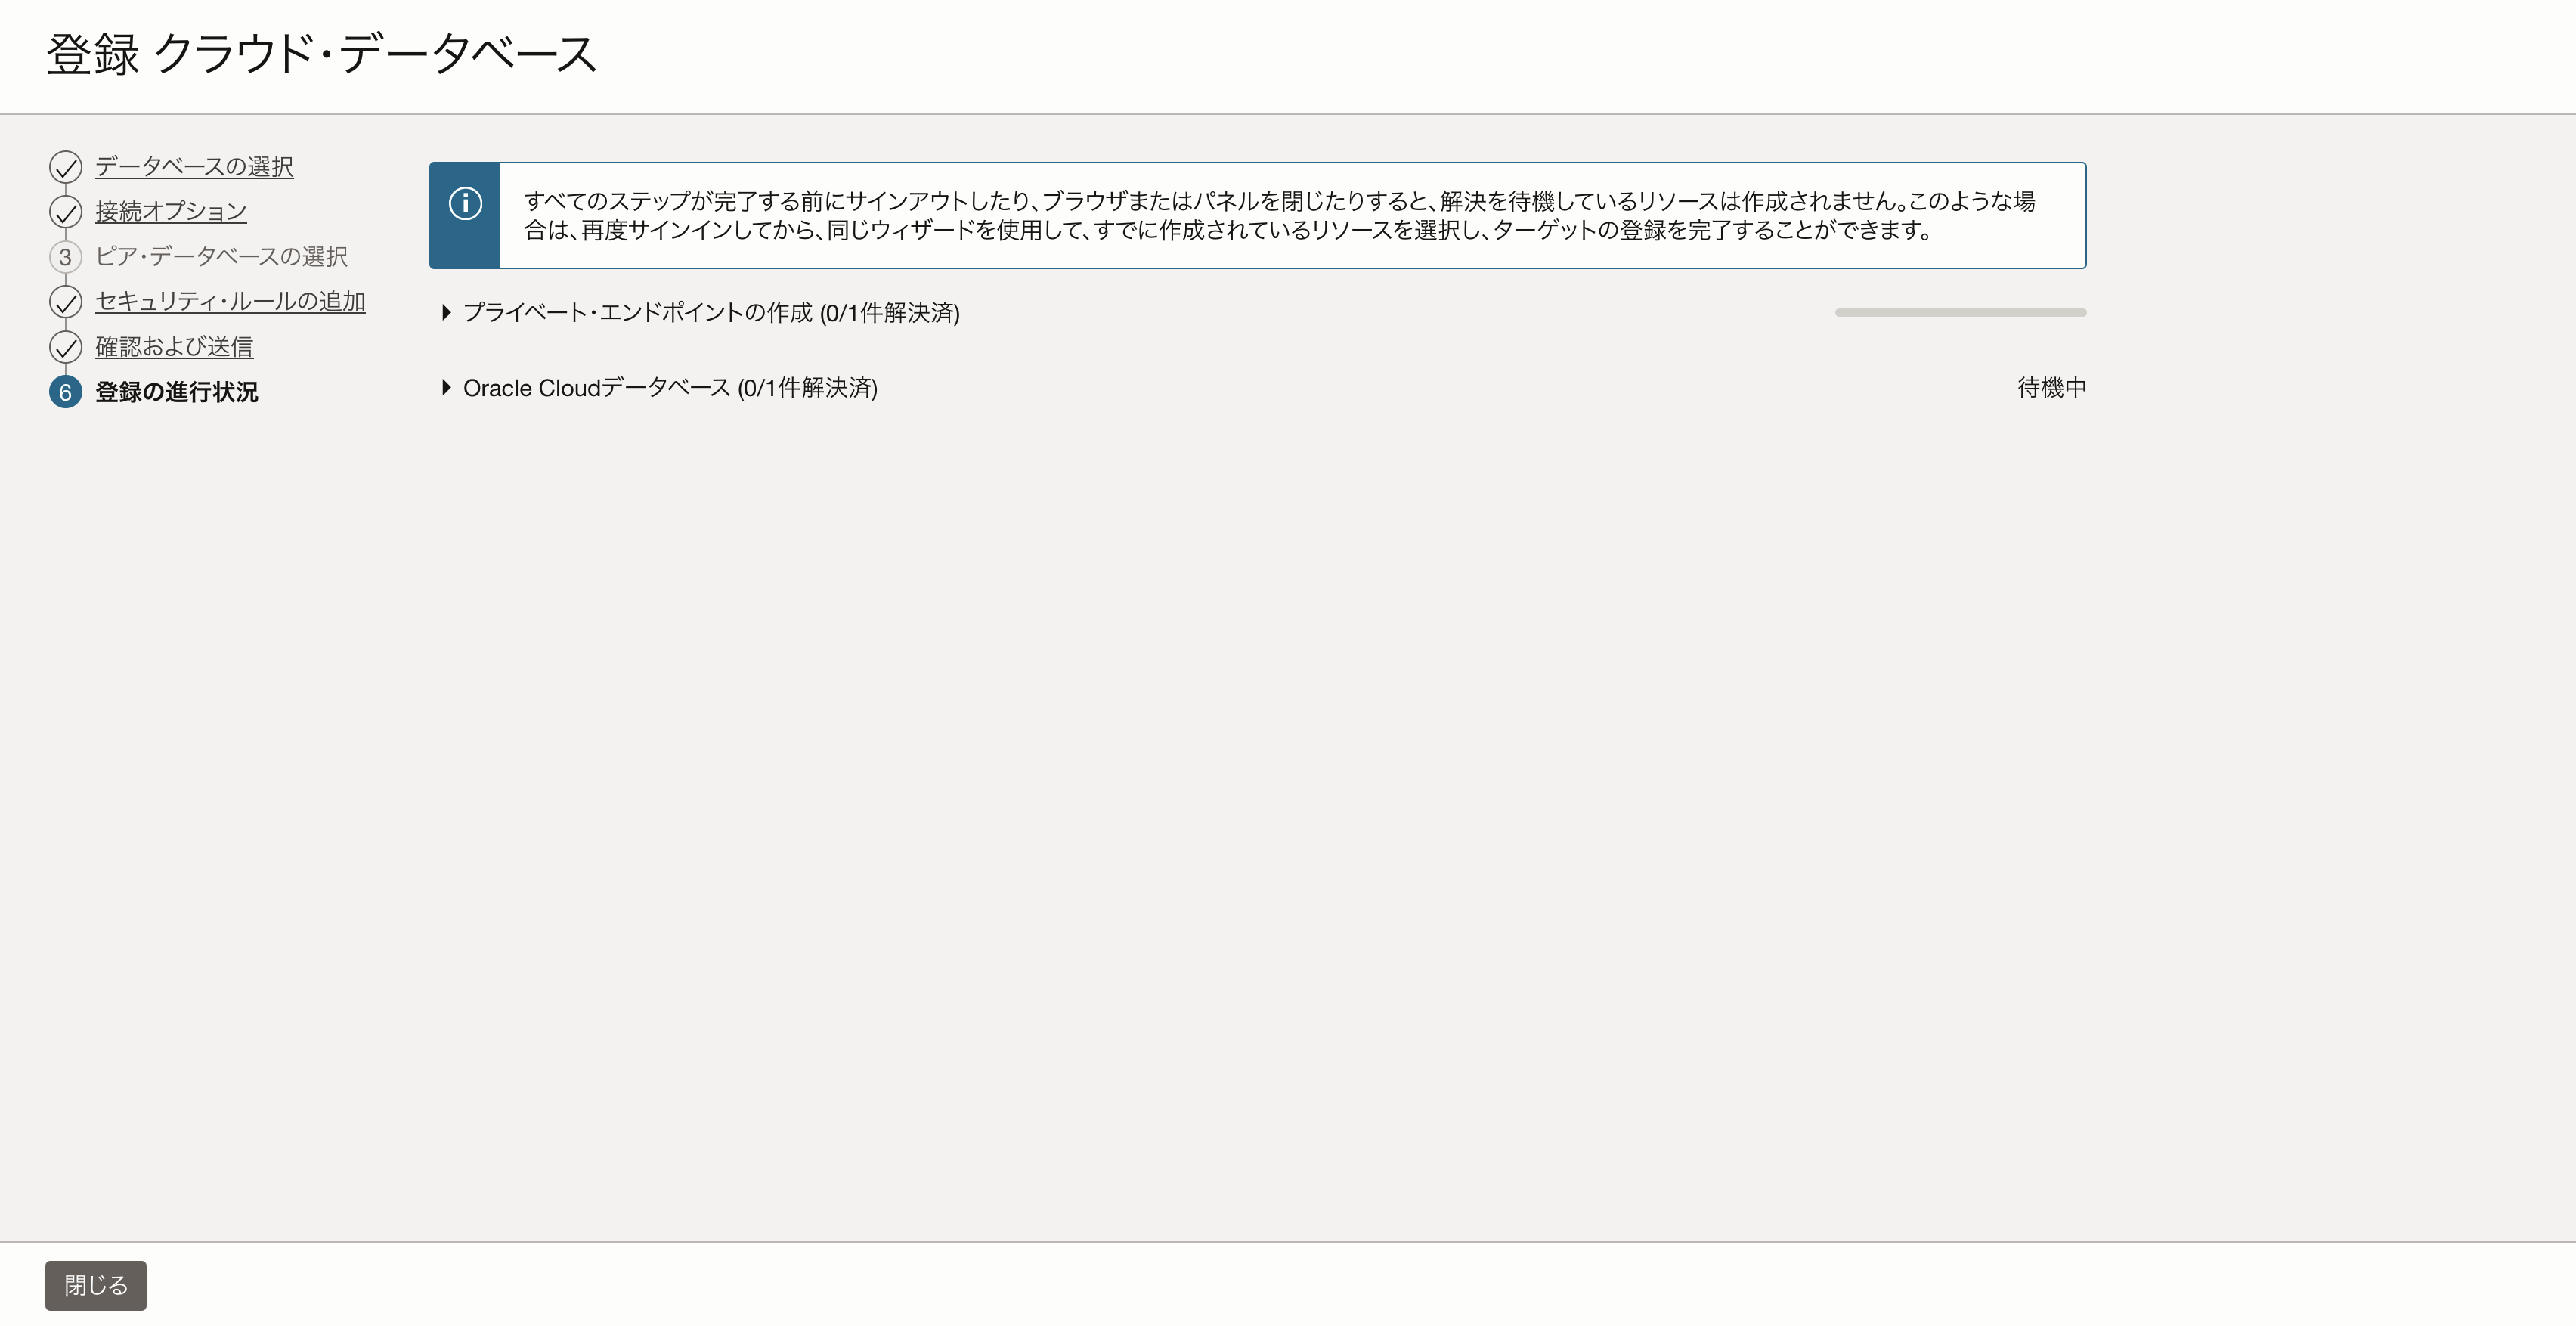 登録 クラウド・データベース
データベースの選択
接続オプション
3 ピア・データベースの選択
セキュリティ・ルールの追加
確認および送信
6 登録の進行状況
すべてのステップが完了する前にサインアウトしたり、ブラウザまたはパネルを閉じたりすると、解決を待機しているリソースは作成されません。このような場
合は、再度サインインしてから、同じウィザードを使用して、すでに作成されているリソースを選択し、ターゲットの登録を完了することができます。
プライベート・エンドポイントの作成 (0/1件解決済)
Oracle Cloudデータベース (0/1件解決済)
待機中
閉じる